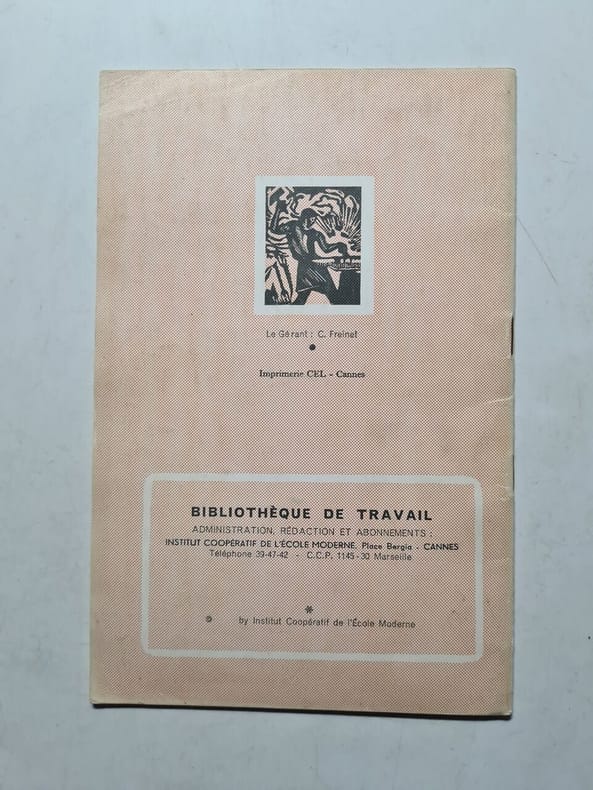 Le Gérant : C. Freinet
●
Imprimerie CEL - Cannes
BIBLIOTHÈQUE DE TRAVAIL
ADMINISTRATION, RÉDACTION ET ABONNEMENTS :
INSTITUT COOPÉRATIF DE L'ÉCOLE MODERNE, Place Bergia - CANNES
Téléphone 39-47-42 - C.C.P. 1145-30 Marseille
*
© by Institut Coopératif de l'École Moderne